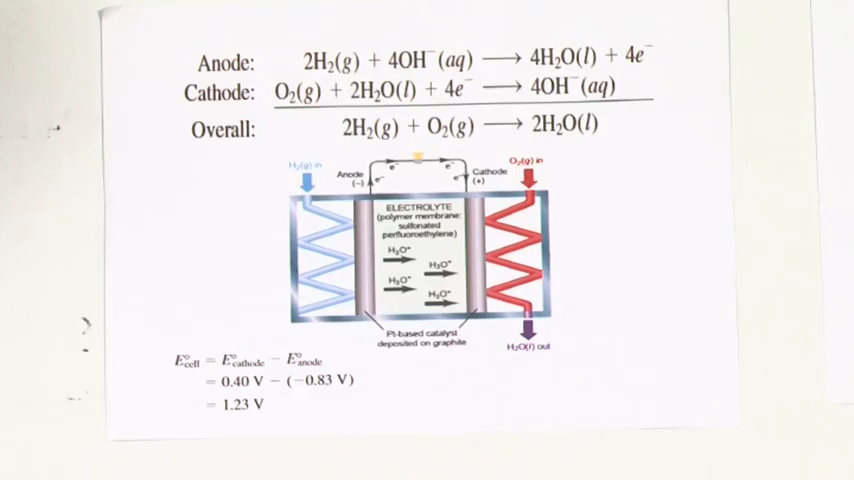 Anode: 2H₂(g) + 4OH⁻(aq) ⟶ 4H₂O(l) + 4e⁻
Cathode: O₂(g) + 2H₂O(l) + 4e⁻ ⟶ 4OH⁻(aq)
Overall: 2H₂(g) + O₂(g) ⟶ 2H₂O(l)
H₂(g) in
O₂(g) in
Anode
(−)
e⁻
e⁻
e⁻
e⁻
Cathode
(+)
ELECTROLYTE
(polymer membrane:
sulfonated
perfluoroethylene)
H₃O⁺
H₃O⁺
H₃O⁺
H₃O⁺
Pt-based catalyst
deposited on graphite
H₂O(l) out
E°cell = E°cathode − E°anode
= 0.40 V − (−0.83 V)
= 1.23 V